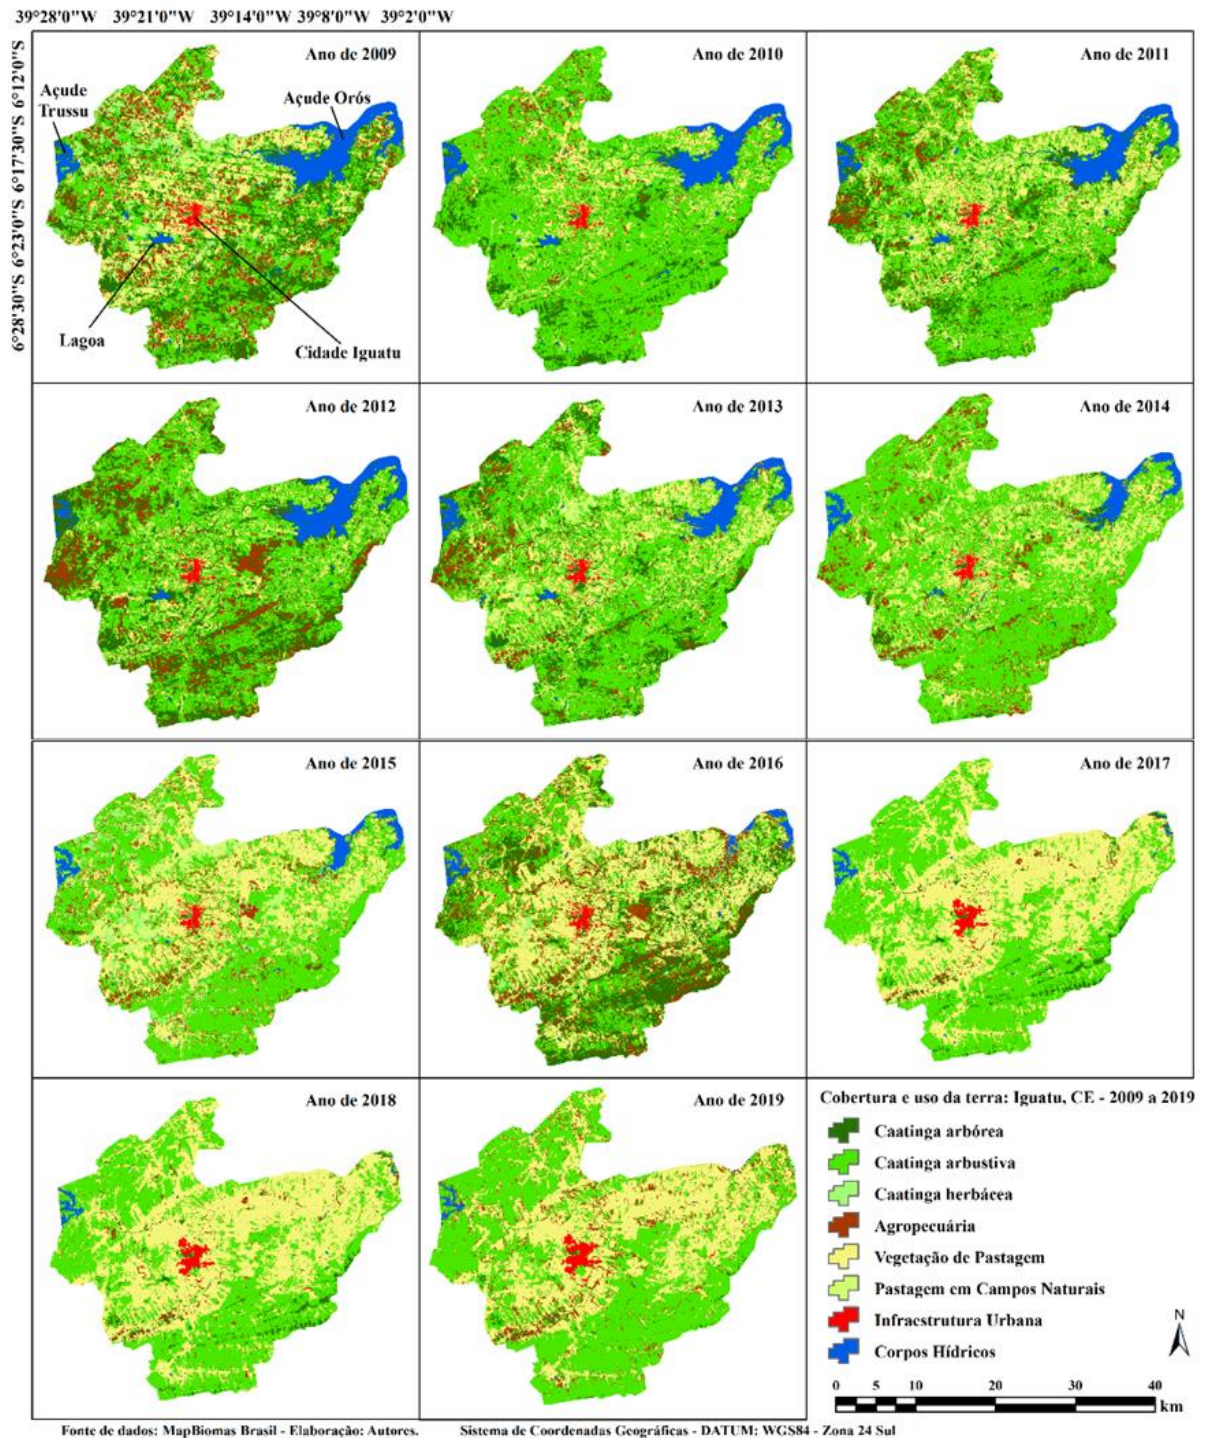 39°28'0"W 39°21'0"W 39°14'0"W 39°8'0"W 39°2'0"W
6°12'0"S
6°17'30"S
6°23'0"S
6°28'30"S
Ano de 2009
Açude
Trussu
Açude Orós
Lagoa
Cidade Iguatu
Ano de 2010
Ano de 2011
Ano de 2012
Ano de 2013
Ano de 2014
Ano de 2015
Ano de 2016
Ano de 2017
Ano de 2018
Ano de 2019
Cobertura e uso da terra: Iguatu, CE - 2009 a 2019
Caatinga arbórea
Caatinga arbustiva
Caatinga herbácea
Agropecuária
Vegetação de Pastagem
Pastagem em Campos Naturais
Infraestrutura Urbana
Corpos Hídricos
N
0 5 10 20 30 40
km
Fonte de dados: MapBiomas Brasil - Elaboração: Autores. Sistema de Coordenadas Geográficas - DATUM: WGS84 - Zona 24 Sul